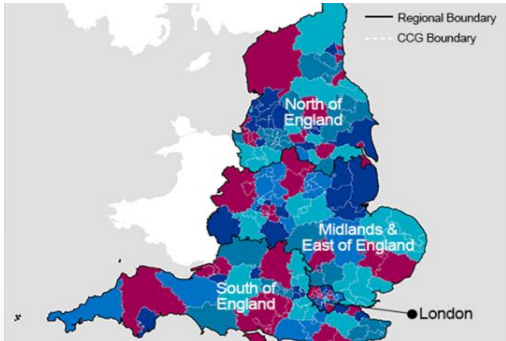 Regional Boundary
CCG Boundary
North of
England
Midlands &
East of England
South of
England
London